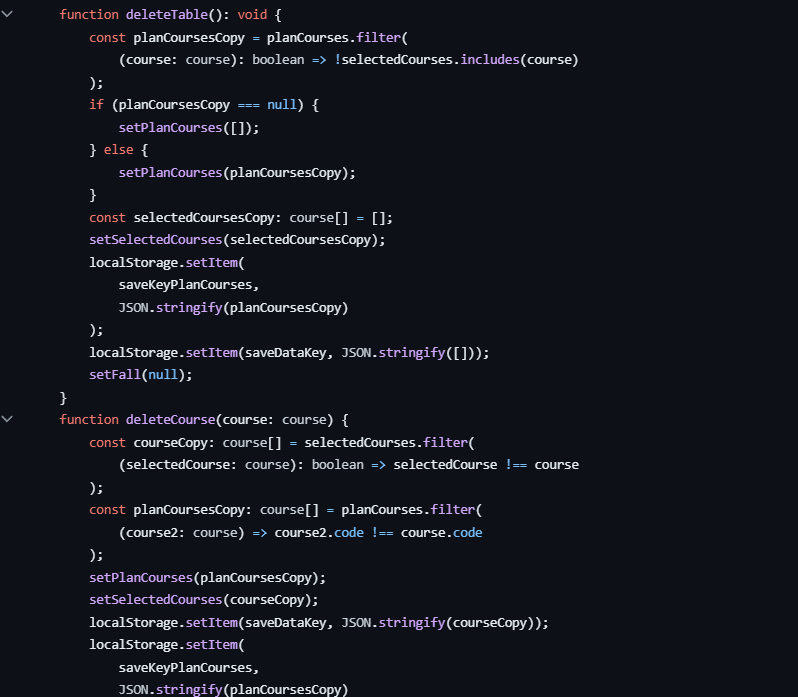 function deleteTable(): void {
    const planCoursesCopy = planCourses.filter(
        (course: course): boolean => !selectedCourses.includes(course)
    );
    if (planCoursesCopy === null) {
        setPlanCourses([]);
    } else {
        setPlanCourses(planCoursesCopy);
    }
    const selectedCoursesCopy: course[] = [];
    setSelectedCourses(selectedCoursesCopy);
    localStorage.setItem(
        saveKeyPlanCourses,
        JSON.stringify(planCoursesCopy)
    );
    localStorage.setItem(saveDataKey, JSON.stringify([]));
    setFall(null);
}
function deleteCourse(course: course) {
    const courseCopy: course[] = selectedCourses.filter(
        (selectedCourse: course): boolean => selectedCourse !== course
    );
    const planCoursesCopy: course[] = planCourses.filter(
        (course2: course) => course2.code !== course.code
    );
    setPlanCourses(planCoursesCopy);
    setSelectedCourses(courseCopy);
    localStorage.setItem(saveDataKey, JSON.stringify(courseCopy));
    localStorage.setItem(
        saveKeyPlanCourses,
        JSON.stringify(planCoursesCopy)